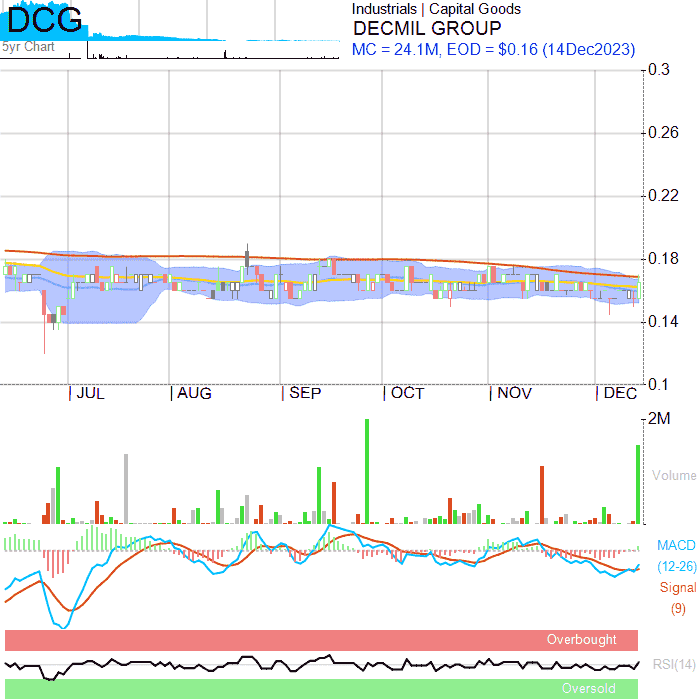 DCG
5yr Chart
Industrials | Capital Goods
DECMIL GROUP
MC = 24.1M, EOD = $0.16 (14Dec2023)
0.3
0.26
0.22
0.18
0.14
0.1
JUL AUG SEP OCT NOV DEC
2M
Volume
MACD
(12-26)
Signal
(9)
Overbought
RSI(14)
Oversold